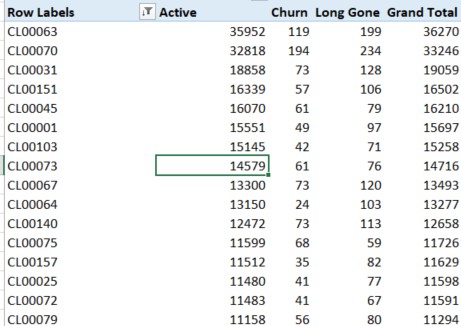 Row Labels Active Churn Long Gone Grand Total
CL00063 35952 119 199 36270
CL00070 32818 194 234 33246
CL00031 18858 73 128 19059
CL00151 16339 57 106 16502
CL00045 16070 61 79 16210
CL00001 15551 49 97 15697
CL00103 15145 42 71 15258
CL00073 14579 61 76 14716
CL00067 13300 73 120 13493
CL00064 13150 24 103 13277
CL00140 12472 73 113 12658
CL00075 11599 68 59 11726
CL00157 11512 35 82 11629
CL00025 11480 41 77 11598
CL00072 11483 41 67 11591
CL00079 11158 56 80 11294